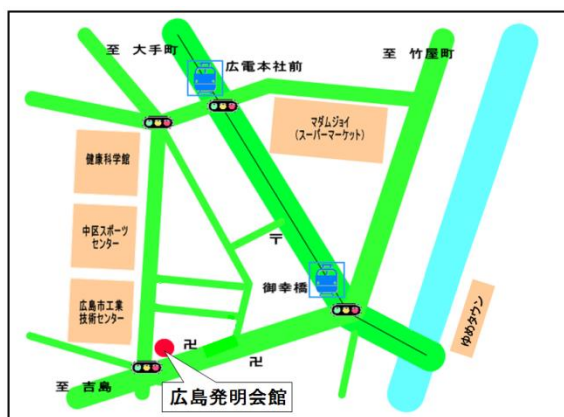 至 大手町
広電本社前
至 竹屋町
マダムジョイ
(スーパーマーケット)
健康科学館
中区スポーツ
センター
〒
御幸橋
広島市工業
技術センター
ゆめタウン
卍
卍
至 吉島
広島発明会館